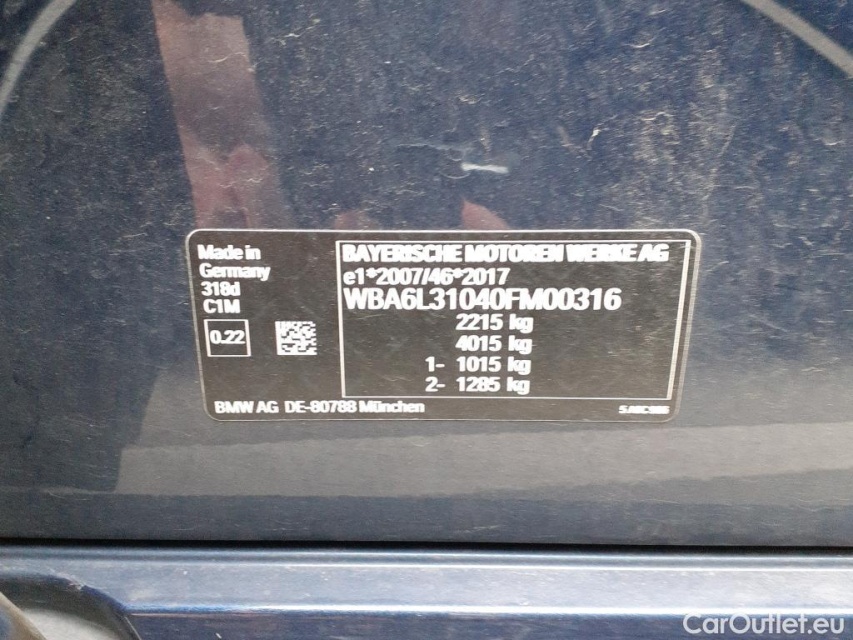 Made in
Germany
318d
C1M
0.22
BAYERISCHE MOTOREN WERKE AG
e1*2007/46*2017
WBA6L31040FM00316
2215 kg
4015 kg
1- 1015 kg
2- 1285 kg
BMW AG DE-80788 München
CarOutlet.eu